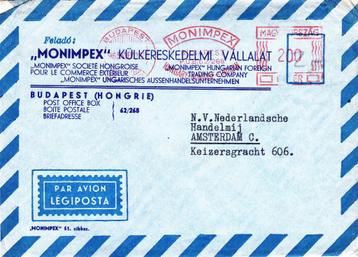 Feladó:
„MONIMPEX" KÜLKERESKEDELMI VÁLLALAT
„MONIMPEX" SOCIÉTÉ HONGROISE
POUR LE COMMERCE EXTÉRIEUR
„MONIMPEX" HUNGARIAN FOREIGN
TRADING COMPANY
„MONIMPEX" UNGARISCHES AUSSENHANDELSUNTERNEHMEN
BUDAPEST (HONGRIE)
POST OFFICE BOX
BOITE POSTALE
BRIEFADRESSE
62/268
BUDAPEST
MONIMPEX
MAGYARORSZÁG
200
N.V. Nederlandsche
Handelmij
AMSTERDAM C.
Keizersgracht 606.
PAR AVION
LÉGIPOSTA
„MONIMPEX" 51. cikksz.